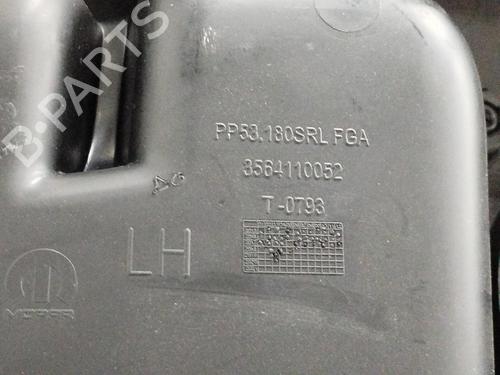 PP53.180SRL FGA
3564110052
T-0793
LH
MOPAR
B-PARTS